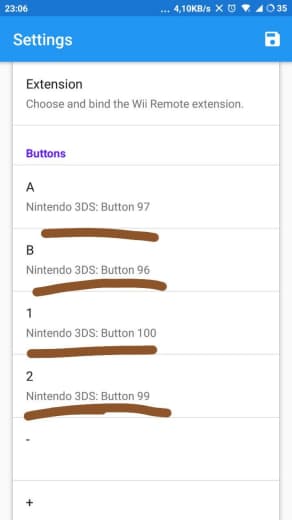 23:06 ... 4,10KB/s 35
Settings
Extension
Choose and bind the Wii Remote extension.
Buttons
A
Nintendo 3DS: Button 97
B
Nintendo 3DS: Button 96
1
Nintendo 3DS: Button 100
2
Nintendo 3DS: Button 99
-
+